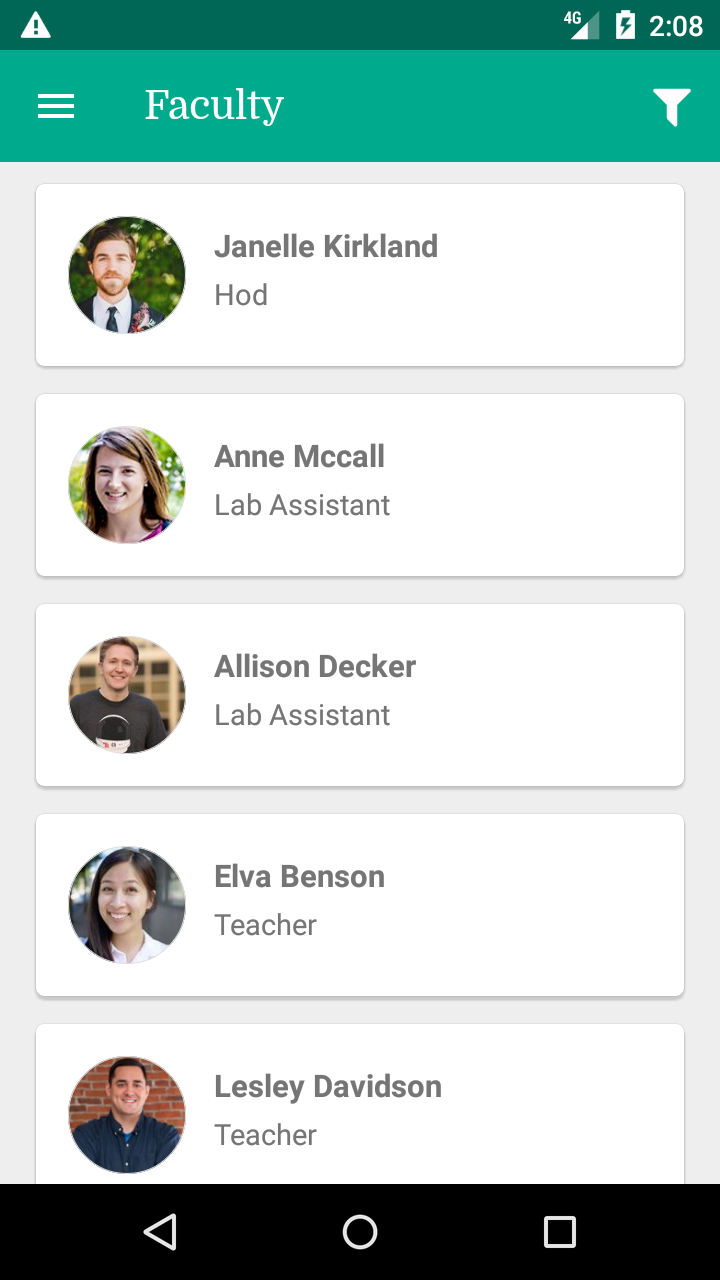 4G 2:08
Faculty
Janelle Kirkland
Hod
Anne Mccall
Lab Assistant
Allison Decker
Lab Assistant
Elva Benson
Teacher
Lesley Davidson
Teacher